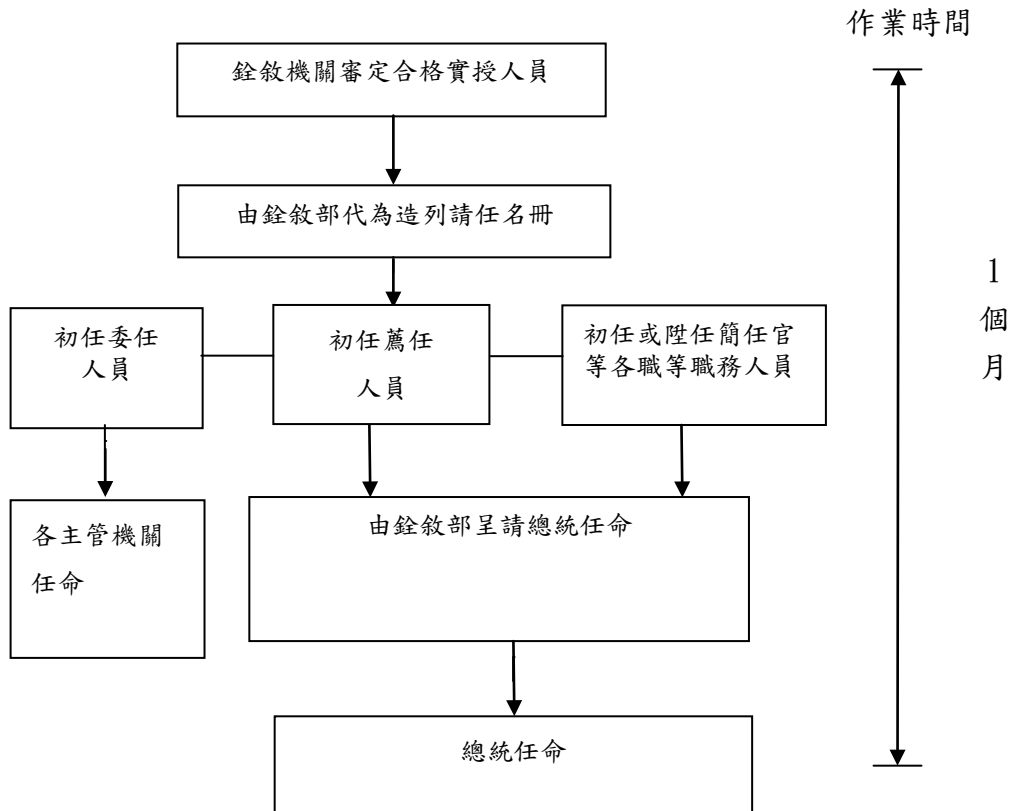 作業時間
銓敘機關審定合格實授人員
由銓敘部代為造列請任名冊
初任委任
人員
初任薦任
人員
初任或陞任簡任官
等各職等職務人員
1
個
月
各主管機關
任命
由銓敘部呈請總統任命
總統任命